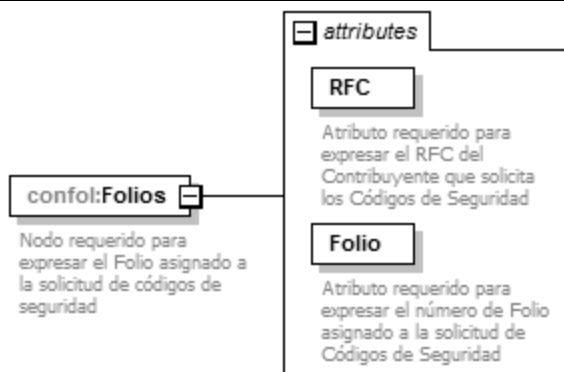 attributes
RFC
Atributo requerido para
expresar el RFC del
Contribuyente que solicita
los Códigos de Seguridad
confol:Folios
Nodo requerido para
expresar el Folio asignado a
la solicitud de códigos de
seguridad
Folio
Atributo requerido para
expresar el número de Folio
asignado a la solicitud de
Códigos de Seguridad